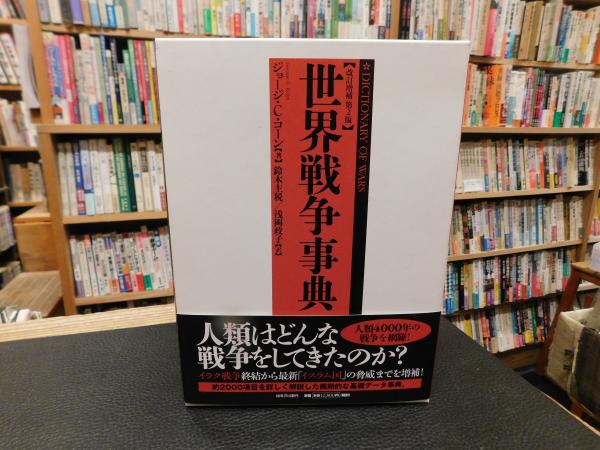 ☆DICTIONARY OF WARS
【改訂増補 第2版】
世界戦争事典
ジョージ・C・コーン【著】
鈴木主税 浅岡政子【訳】
人類はどんな
戦争をしてきたのか?
人類4000年の
戦争を網羅!
イラク戦争終結から最新「イスラム国」の脅威までを増補!
約2000項目を詳しく解説した画期的な基礎データ事典。